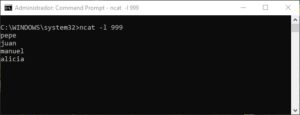 Administrador: Command Prompt - ncat -l 999
C:\WINDOWS\system32>ncat -l 999
pepe
juan
manuel
alicia